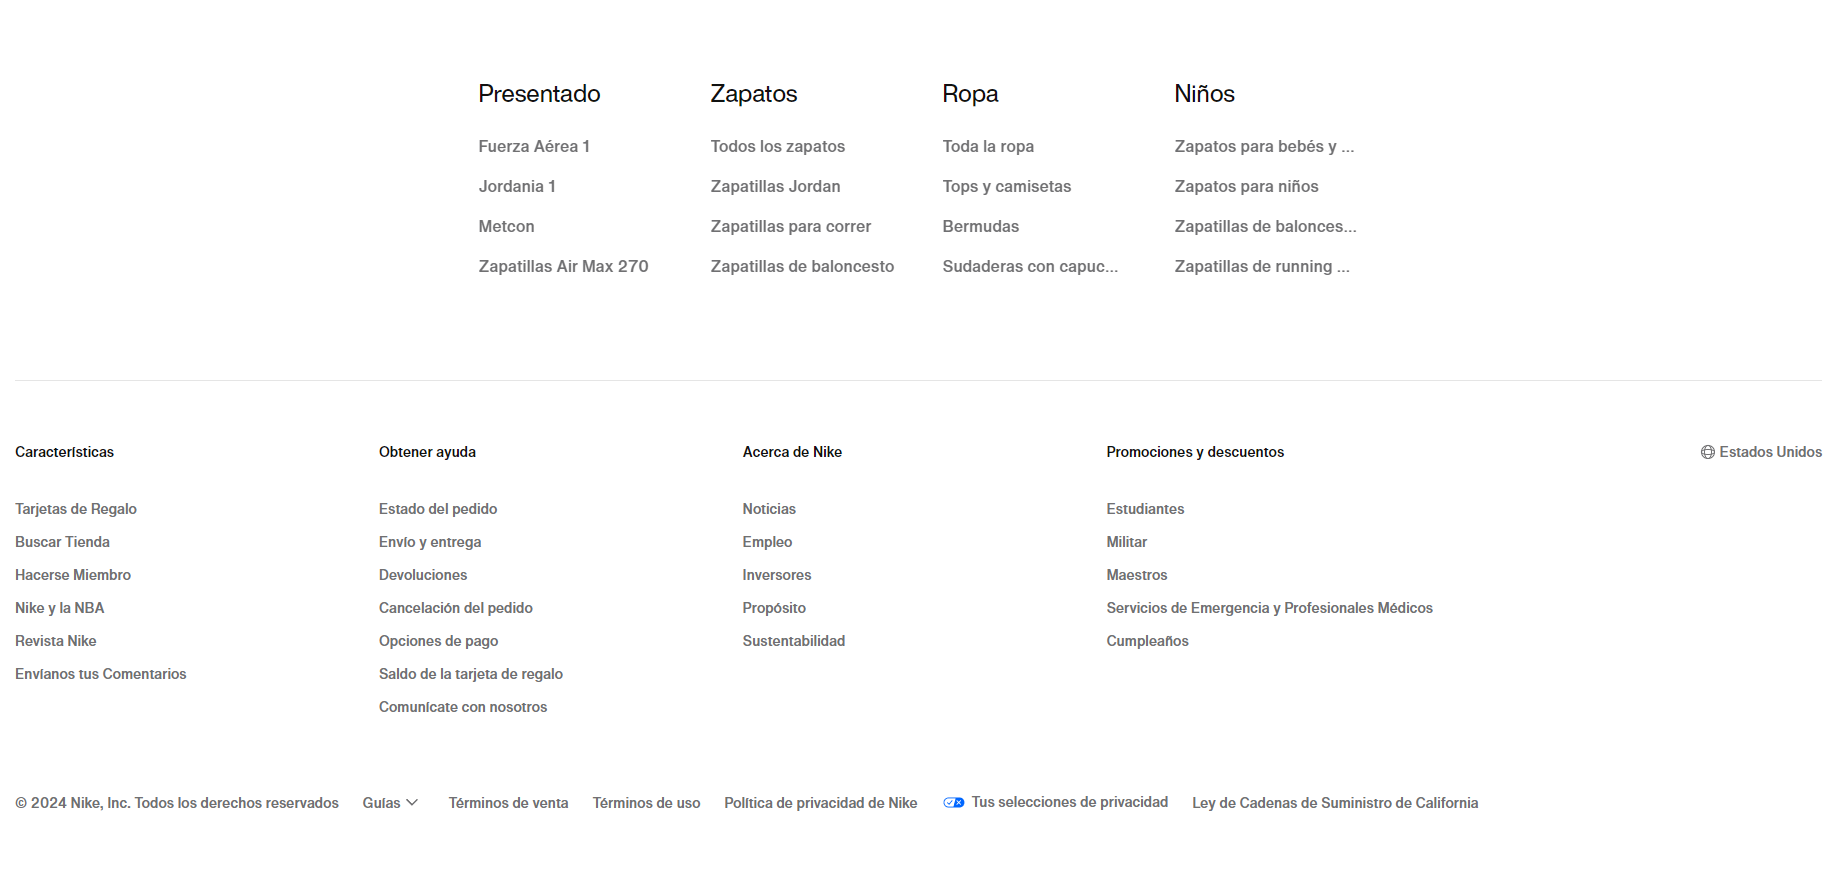 Presentado
Fuerza Aérea 1
Jordania 1
Metcon
Zapatillas Air Max 270
Zapatos
Todos los zapatos
Zapatillas Jordan
Zapatillas para correr
Zapatillas de baloncesto
Ropa
Toda la ropa
Tops y camisetas
Bermudas
Sudaderas con capuc...
Niños
Zapatos para bebés y ...
Zapatos para niños
Zapatillas de balonces...
Zapatillas de running ...
Características
Tarjetas de Regalo
Buscar Tienda
Hacerse Miembro
Nike y la NBA
Revista Nike
Envíanos tus Comentarios
Obtener ayuda
Estado del pedido
Envío y entrega
Devoluciones
Cancelación del pedido
Opciones de pago
Saldo de la tarjeta de regalo
Comunícate con nosotros
Acerca de Nike
Noticias
Empleo
Inversores
Propósito
Sustentabilidad
Promociones y descuentos
Estudiantes
Militar
Maestros
Servicios de Emergencia y Profesionales Médicos
Cumpleaños
Estados Unidos
© 2024 Nike, Inc. Todos los derechos reservados Guías Términos de venta Términos de uso Política de privacidad de Nike Tus selecciones de privacidad Ley de Cadenas de Suministro de California